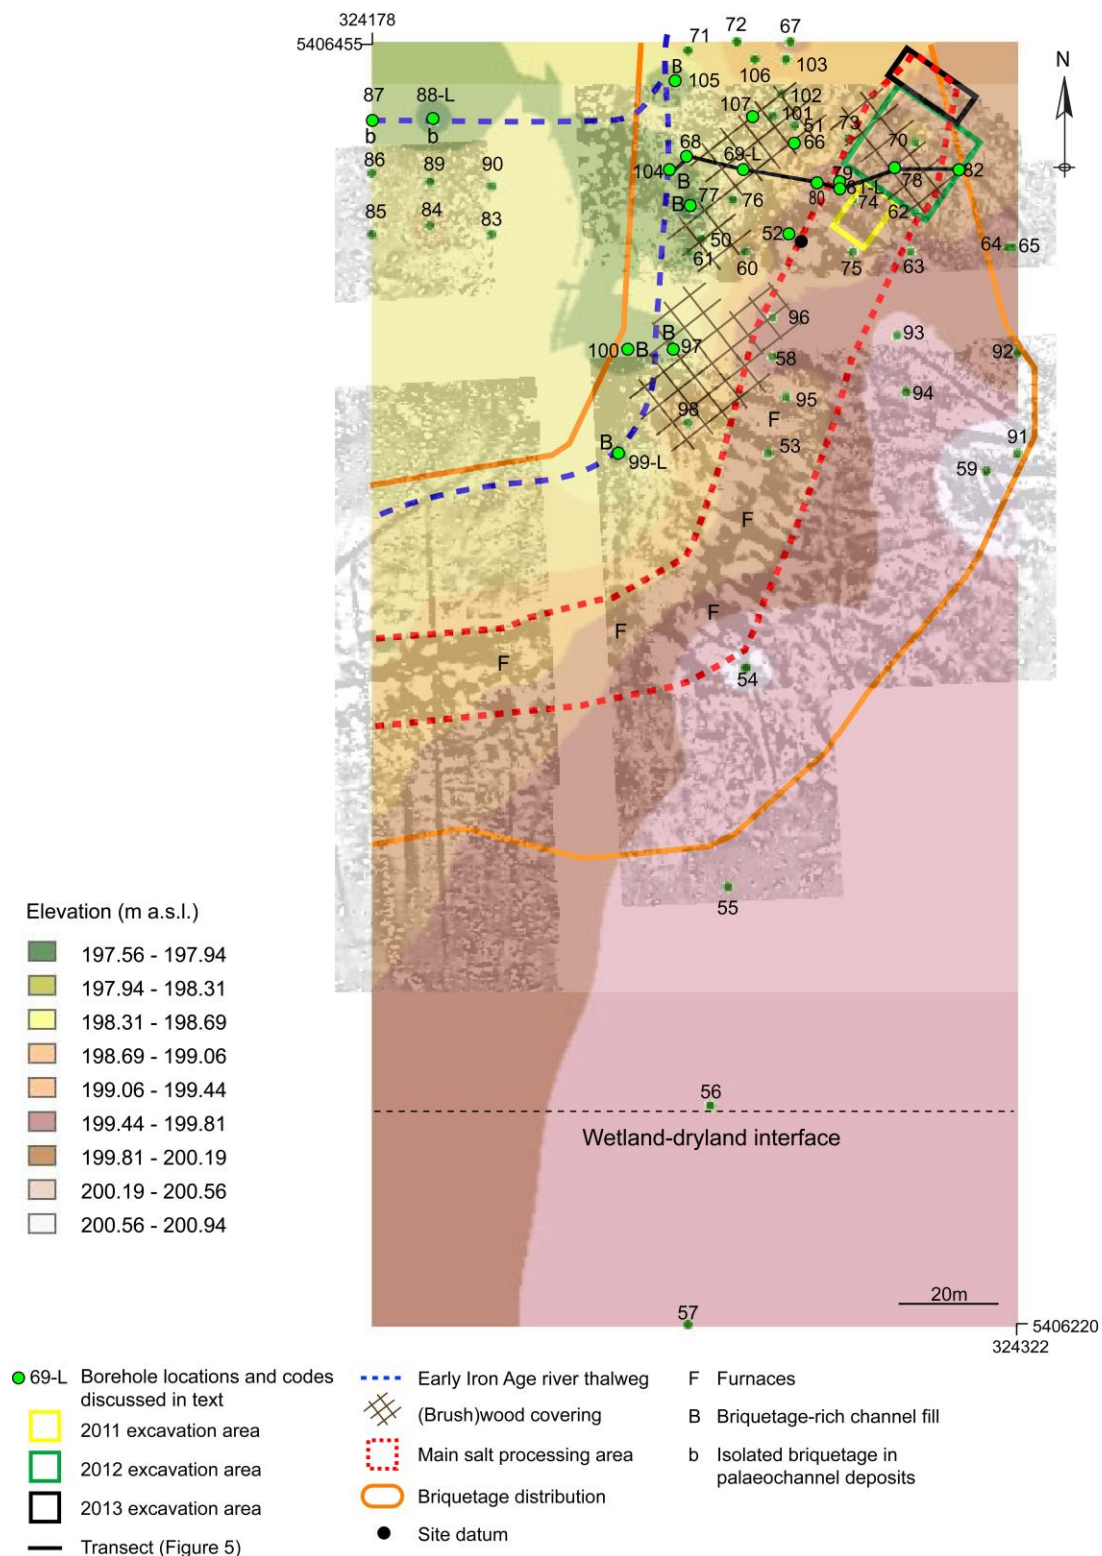 324178
5406455
72
67
71
N
B
105
106
103
87
88-L
102
107
101
51
73
70
b
b
66
68
69-L
86
89
90
104
79
78
82
B
80
81-L
B
77
76
74
62
85
84
83
50
52
61
60
75
63
64
65
96
93
B
100
B
97
58
92
95
94
98
F
B
53
91
99-L
59
F
F
F
F
54
55
Elevation (m a.s.l.)
197.56 - 197.94
197.94 - 198.31
198.31 - 198.69
198.69 - 199.06
199.06 - 199.44
199.44 - 199.81
199.81 - 200.19
200.19 - 200.56
200.56 - 200.94
56
Wetland-dryland interface
20m
57
5406220
324322
69-L Borehole locations and codes
discussed in text
2011 excavation area
2012 excavation area
2013 excavation area
Transect (Figure 5)
Early Iron Age river thalweg
(Brush)wood covering
Main salt processing area
Briquetage distribution
Site datum
F Furnaces
B Briquetage-rich channel fill
b Isolated briquetage in
palaeochannel deposits